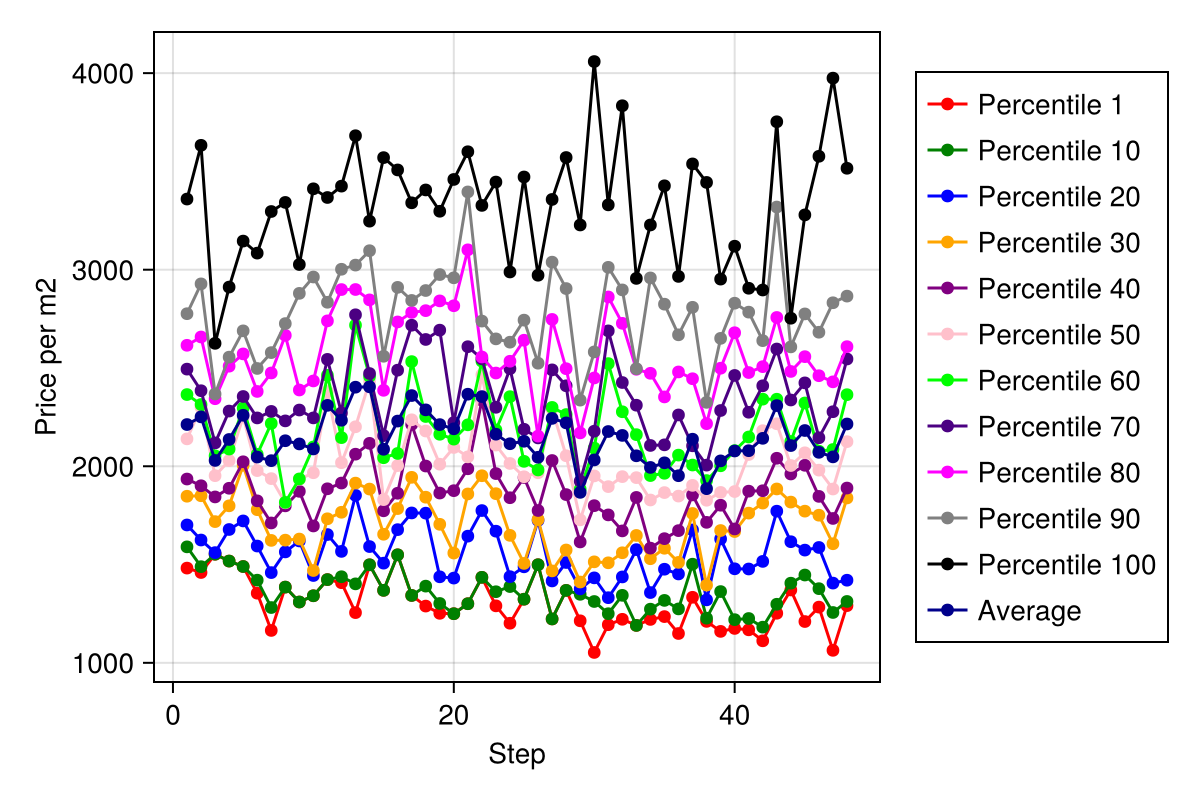 4000
3000
2000
1000
Price per m2
0
20
40
Step
Percentile 1
Percentile 10
Percentile 20
Percentile 30
Percentile 40
Percentile 50
Percentile 60
Percentile 70
Percentile 80
Percentile 90
Percentile 100
Average